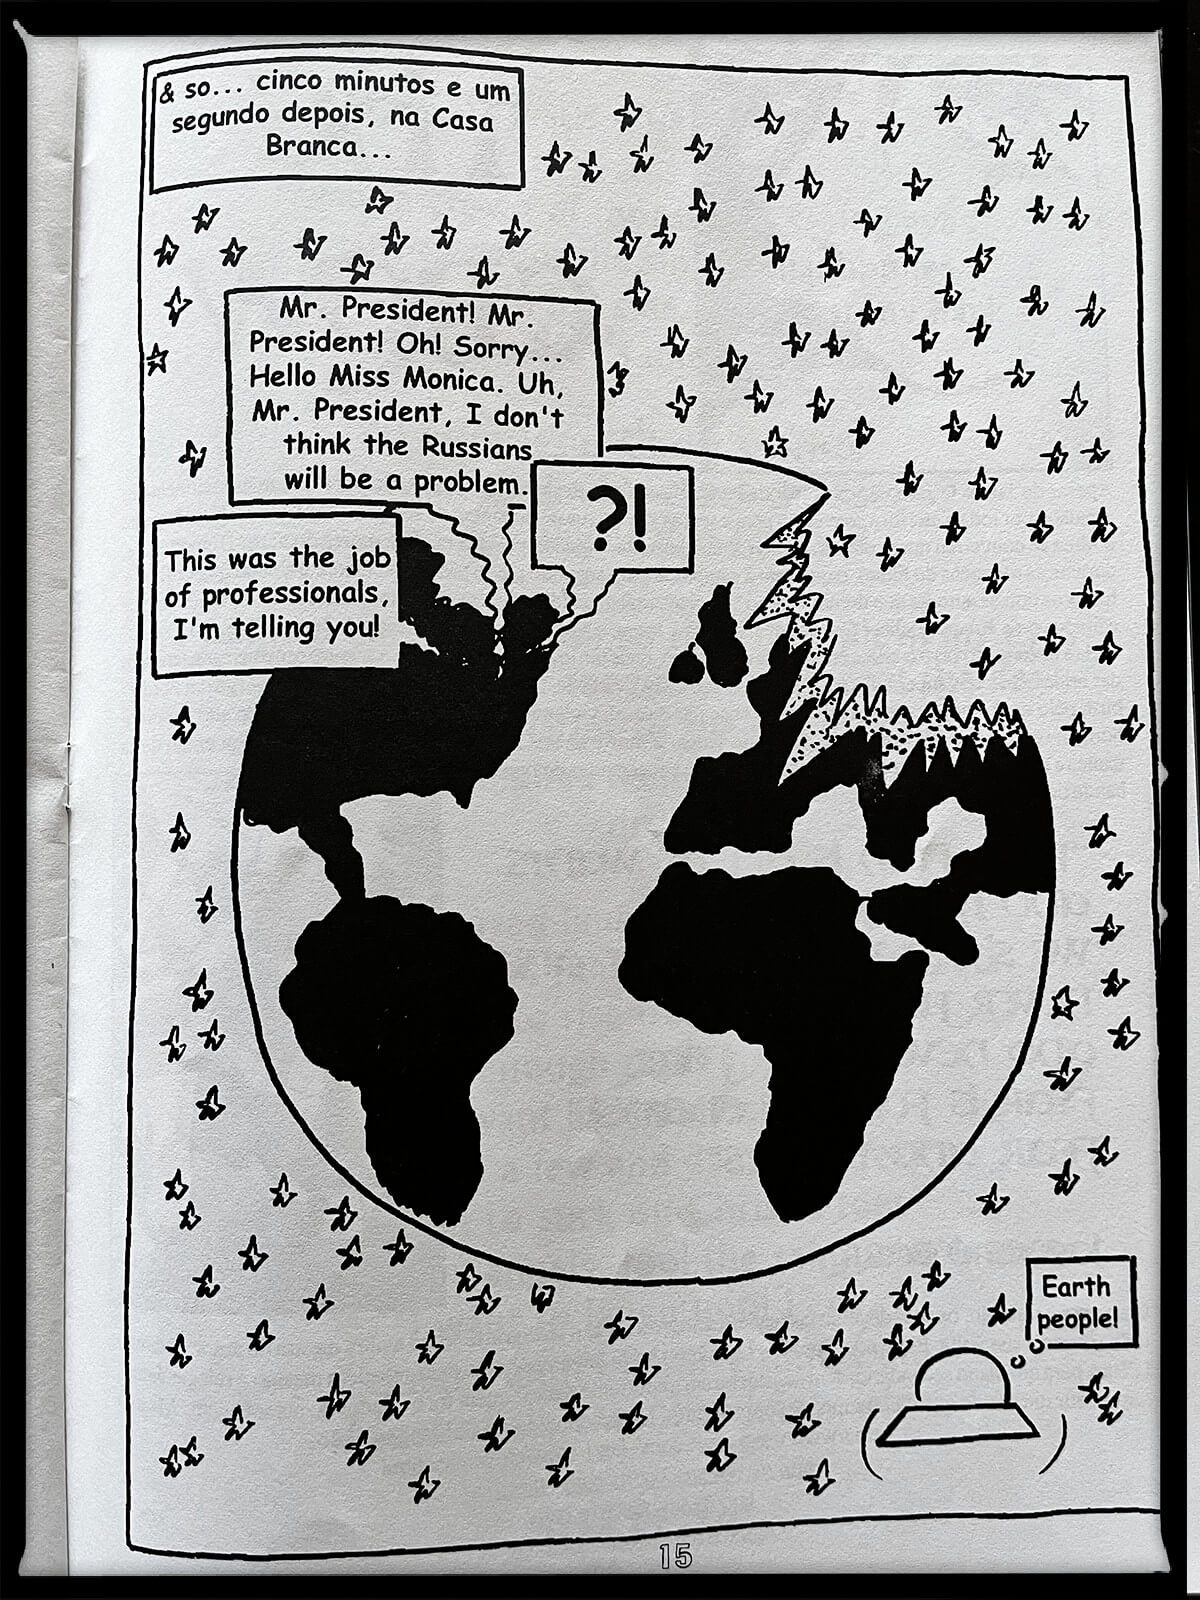 & so... cinco minutos e um
segundo depois, na Casa
Branca...
Mr. President! Mr.
President! Oh! Sorry...
Hello Miss Monica. Uh,
Mr. President, I don't
think the Russians
will be a problem.
?!
This was the job
of professionals,
I'm telling you!
Earth
people!
15